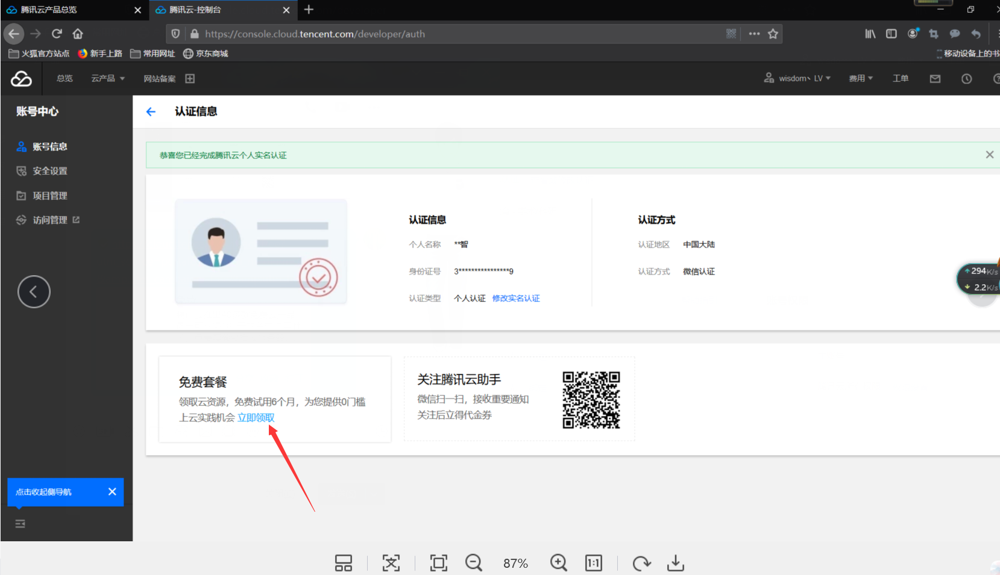 腾讯云产品总览
腾讯云-控制台
https://console.cloud.tencent.com/developer/auth
火狐官方站点
新手上路
常用网址
京东商城
移动设备上的书
总览
云产品
网站备案
wisdom丶LV
费用
工单
账号中心
认证信息
账号信息
安全设置
项目管理
访问管理
恭喜您已经完成腾讯云个人实名认证
认证信息
个人名称 **智
身份证号 3****************9
认证类型 个人认证 修改实名认证
认证方式
认证地区 中国大陆
认证方式 微信认证
294K/s
2.2K/s
免费套餐
领取云资源，免费试用6个月，为您提供0门槛
上云实践机会 立即领取
关注腾讯云助手
微信扫一扫，接收重要通知
关注后立得代金券
点击收起侧导航
87%
1:1